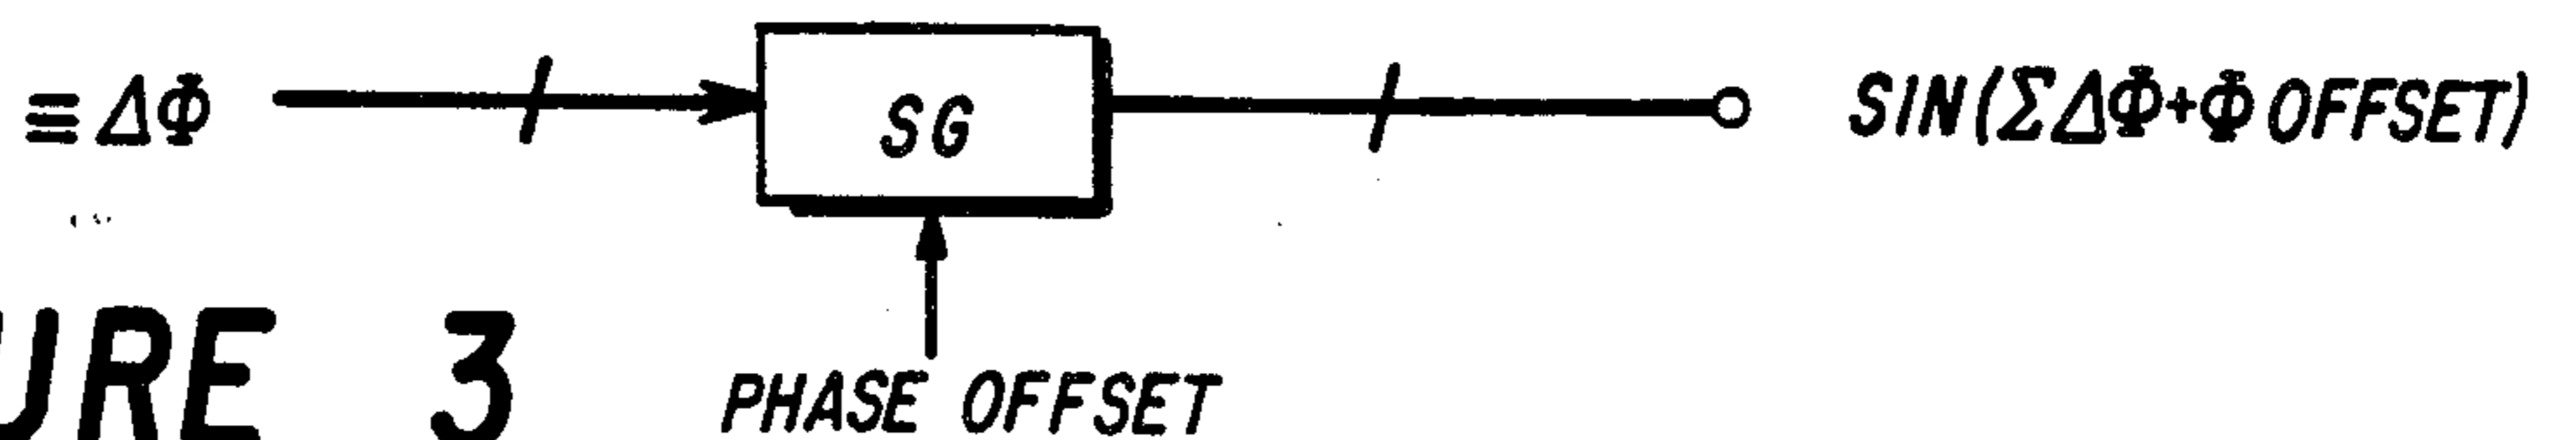 ≡ΔΦ
SG
SIN(ΣΔΦ+Φ OFFSET)
URE 3
PHASE OFFSET